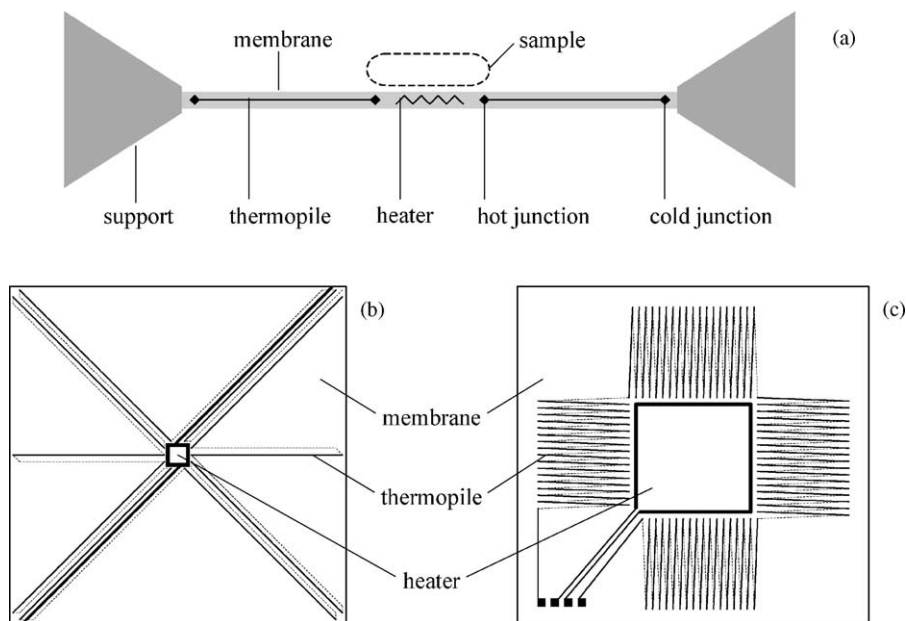 membrane sample (a)
support thermopile heater hot junction cold junction
(b) (c)
membrane
thermopile
heater